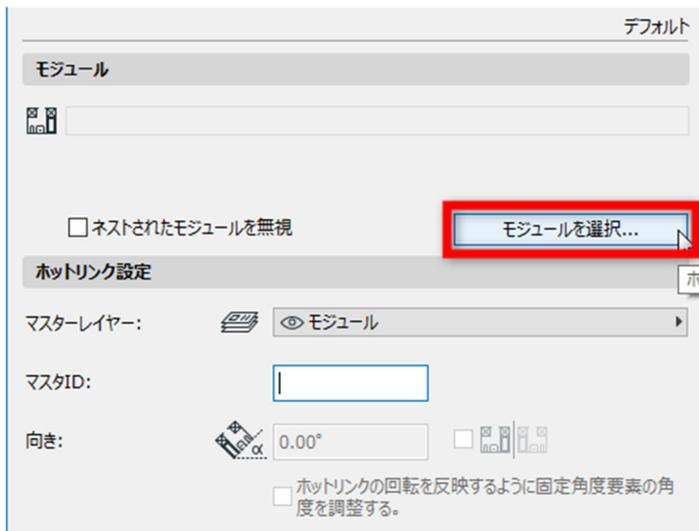 デフォルト
モジュール
ネストされたモジュールを無視
モジュールを選択...
ホットリンク設定
マスターレイヤー:
モジュール
マスタID:
向き:
α
0.00°
ホットリンクの回転を反映するように固定角度要素の角
度を調整する。